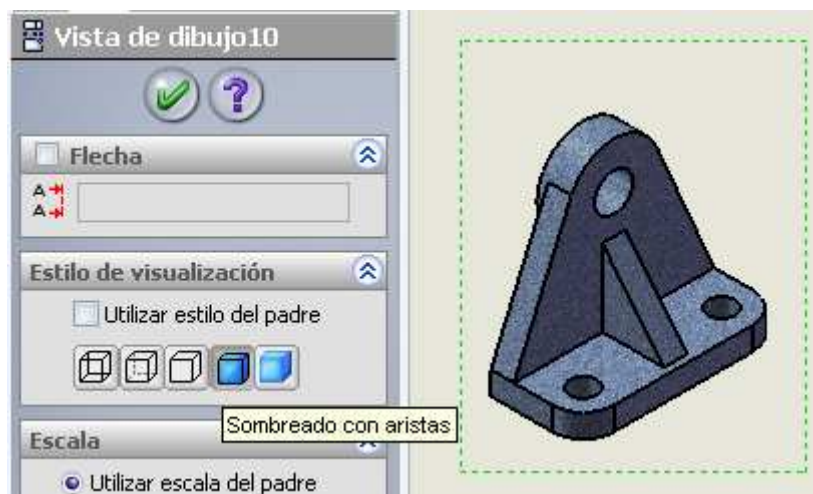 Vista de dibujo10
Flecha
A
A
Estilo de visualización
Utilizar estilo del padre
Sombreado con aristas
Escala
Utilizar escala del padre